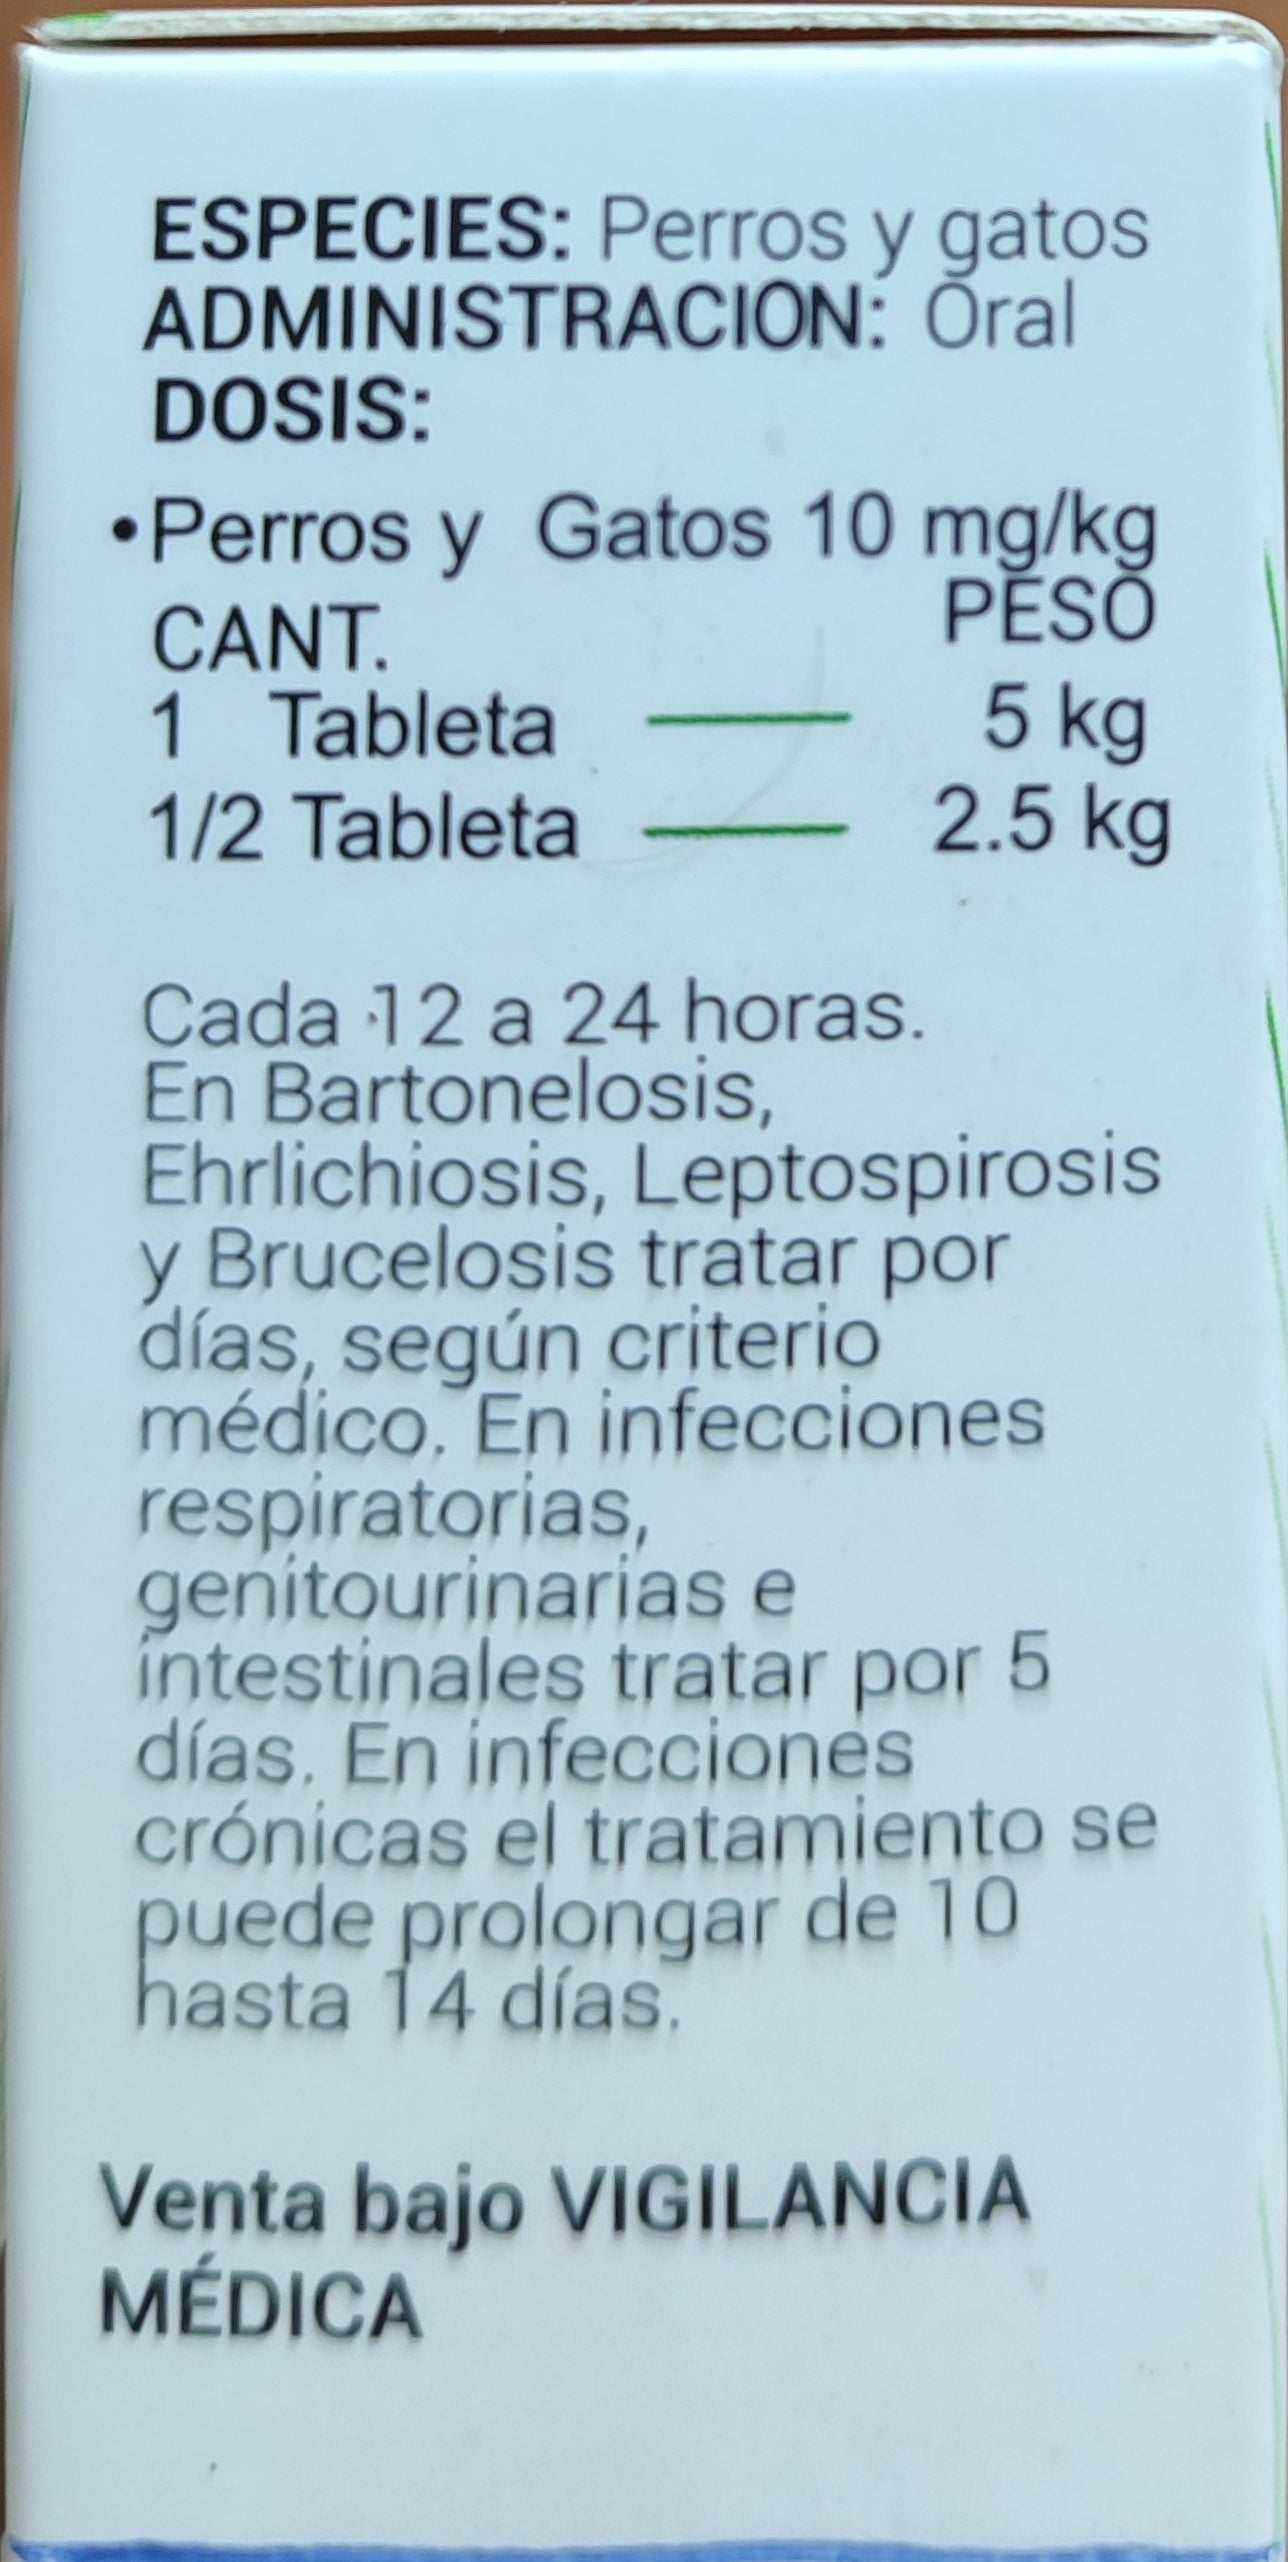 ESPECIES: Perros y gatos
ADMINISTRACION: Oral
DOSIS:
•Perros y Gatos 10 mg/kg
CANT. PESO
1 Tableta — 5 kg
1/2 Tableta — 2.5 kg
Cada 12 a 24 horas.
En Bartonelosis,
Ehrlichiosis, Leptospirosis
y Brucelosis tratar por
días, según criterio
médico. En infecciones
respiratorias,
genitourinarias e
intestinales tratar por 5
días. En infecciones
crónicas el tratamiento se
puede prolongar de 10
hasta 14 días.
Venta bajo VIGILANCIA
MÉDICA